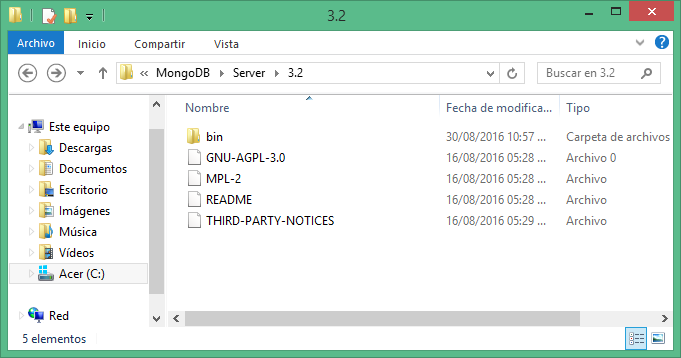 3.2
Archivo Inicio Compartir Vista
« MongoDB Server 3.2 Buscar en 3.2
Nombre Fecha de modifica... Tipo
Este equipo
Descargas
Documentos
Escritorio
Imágenes
Música
Vídeos
Acer (C:)
Red
bin 30/08/2016 10:57 ... Carpeta de archivos
GNU-AGPL-3.0 16/08/2016 05:28 ... Archivo 0
MPL-2 16/08/2016 05:28 ... Archivo
README 16/08/2016 05:28 ... Archivo
THIRD-PARTY-NOTICES 16/08/2016 05:29 ... Archivo
5 elementos